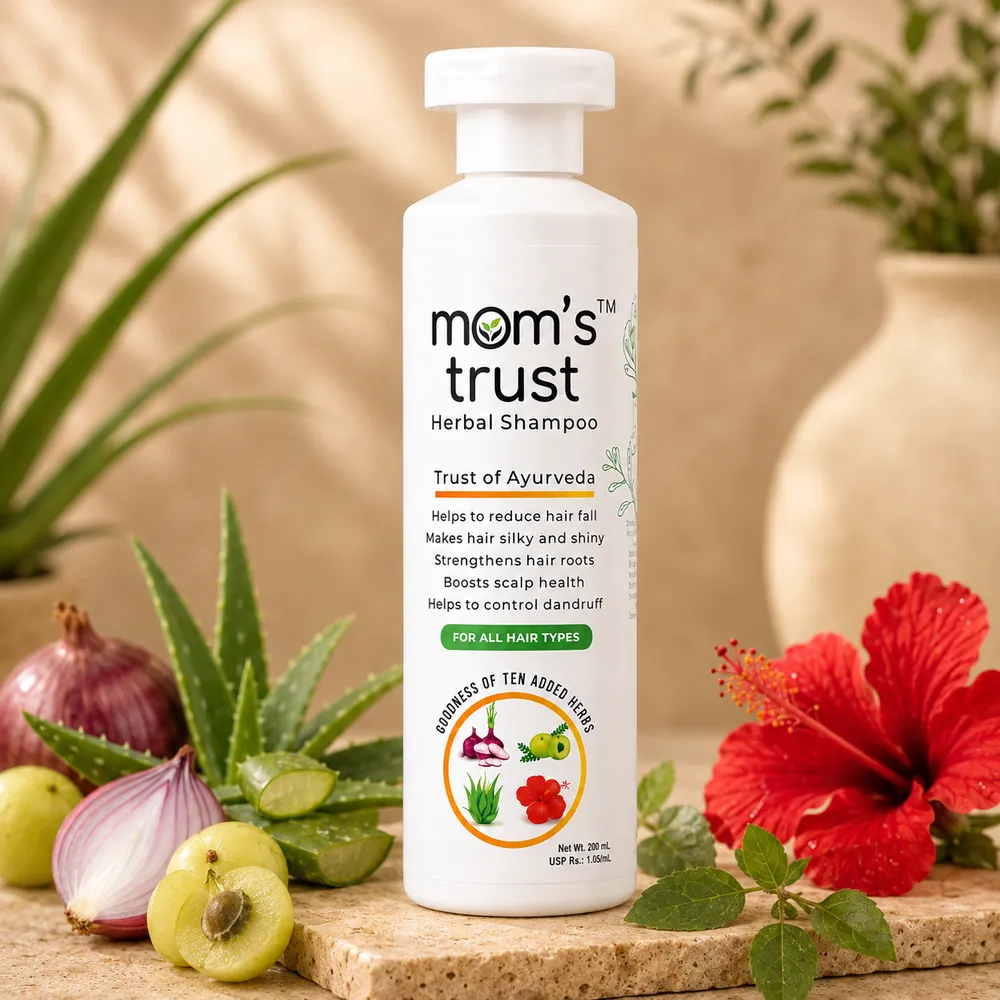 mom's™
trust
Herbal Shampoo
Trust of Ayurveda
Helps to reduce hair fall
Makes hair silky and shiny
Strengthens hair roots
Boosts scalp health
Helps to control dandruff
FOR ALL HAIR TYPES
GOODNESS OF TEN ADDED HERBS
Net Wt. 200 mL
USP Rs.: 1.05/mL